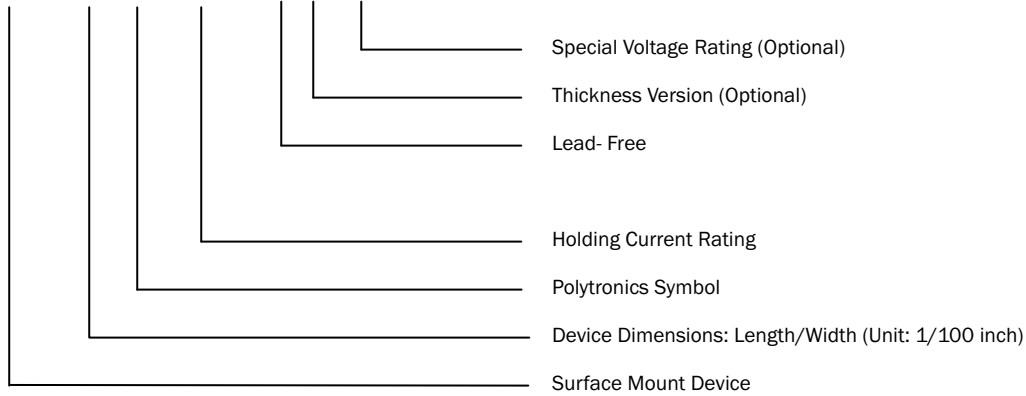 Special Voltage Rating (Optional)
Thickness Version (Optional)
Lead- Free
Holding Current Rating
Polytronics Symbol
Device Dimensions: Length/Width (Unit: 1/100 inch)
Surface Mount Device